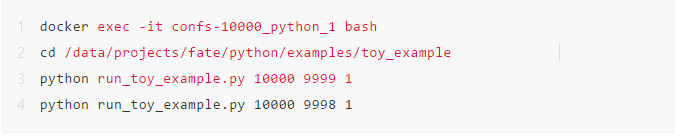 1 docker exec -it confs-10000_python_1 bash
2 cd /data/projects/fate/python/examples/toy_example
3 python run_toy_example.py 10000 9999 1
4 python run_toy_example.py 10000 9998 1